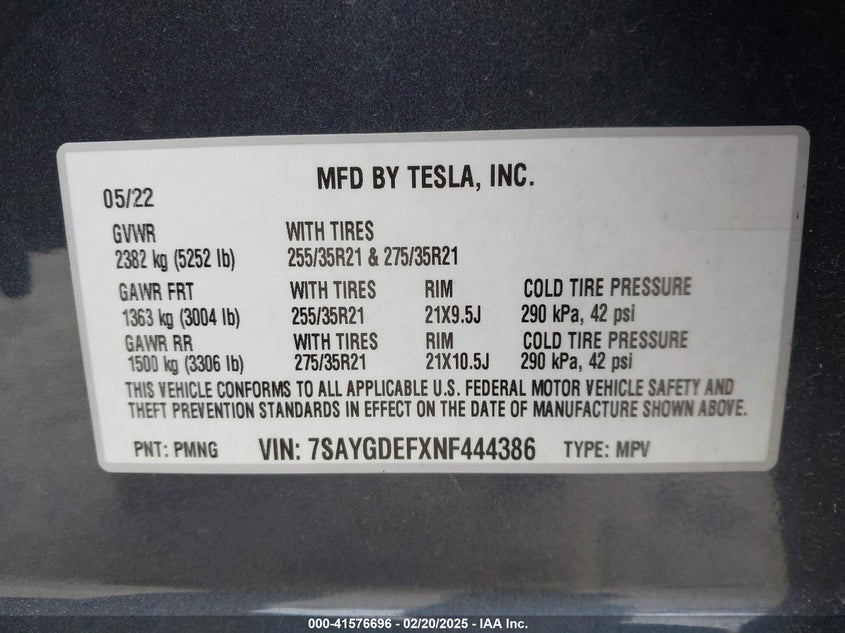 MFD BY TESLA, INC.
05/22
GVWR WITH TIRES
2382 kg (5252 lb) 255/35R21 & 275/35R21
GAWR FRT WITH TIRES RIM COLD TIRE PRESSURE
1363 kg (3004 lb) 255/35R21 21X9.5J 290 kPa, 42 psi
GAWR RR WITH TIRES RIM COLD TIRE PRESSURE
1500 kg (3306 lb) 275/35R21 21X10.5J 290 kPa, 42 psi
THIS VEHICLE CONFORMS TO ALL APPLICABLE U.S. FEDERAL MOTOR VEHICLE SAFETY AND
THEFT PREVENTION STANDARDS IN EFFECT ON THE DATE OF MANUFACTURE SHOWN ABOVE.
PNT: PMNG VIN: 7SAYGDEFXNF444386 TYPE: MPV
000-41576696 - 02/20/2025 - IAA Inc.